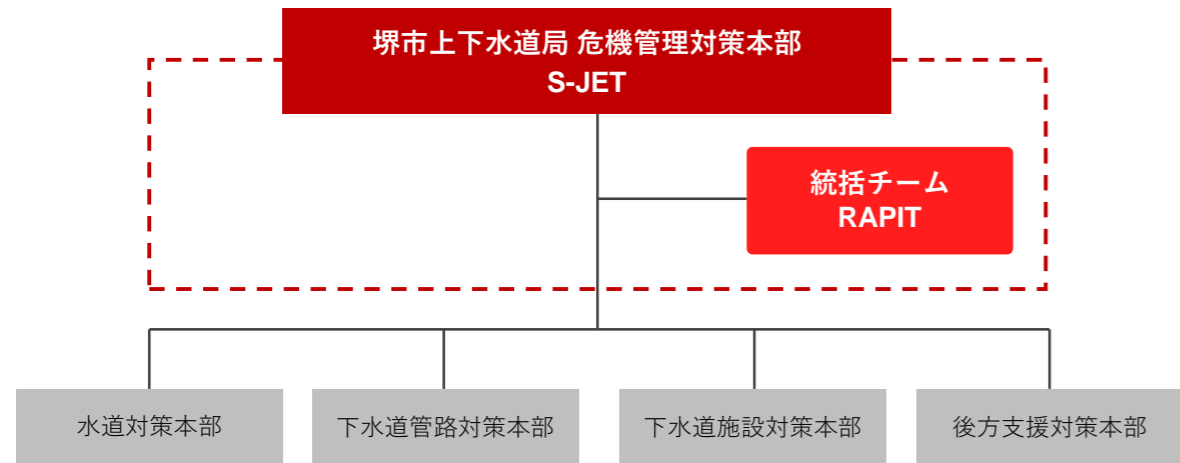 堺市上下水道局 危機管理対策本部
S-JET
統括チーム
RAPIT
水道対策本部
下水道管路対策本部
下水道施設対策本部
後方支援対策本部